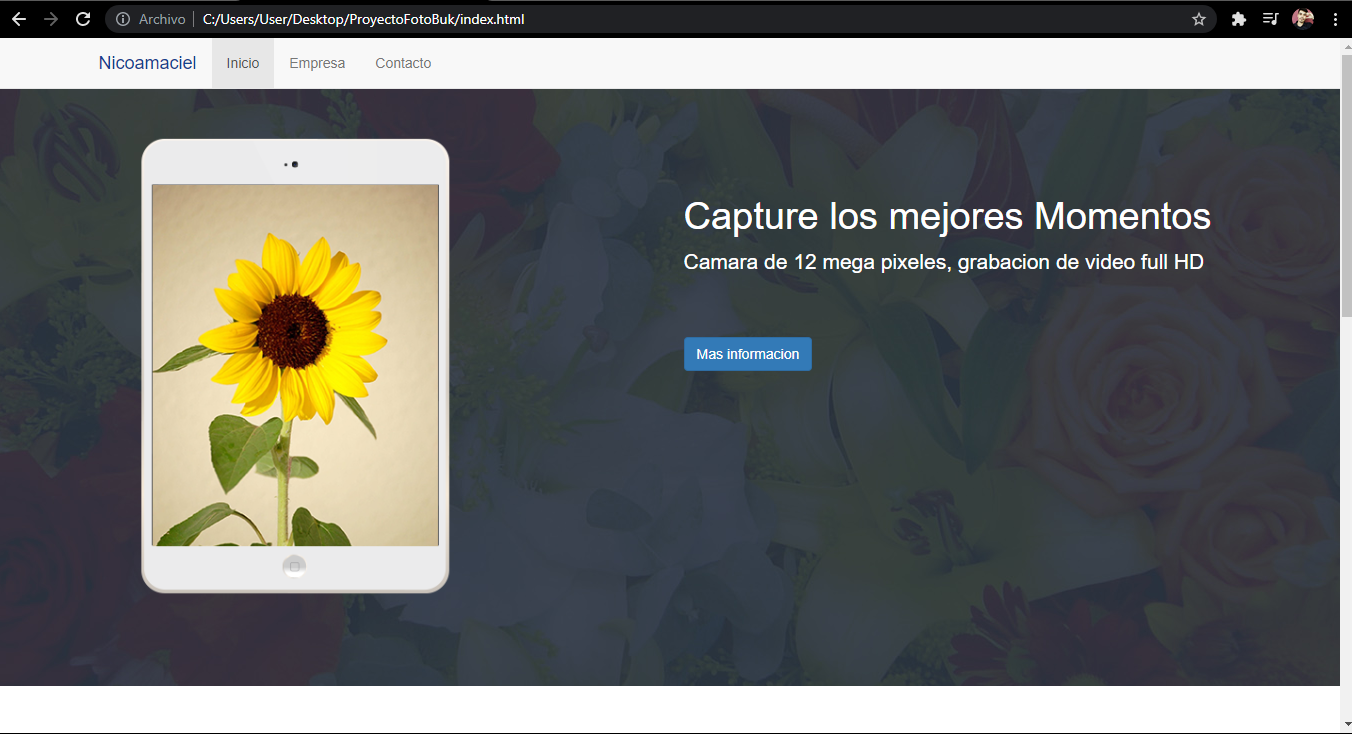 Archivo C:/Users/User/Desktop/ProyectoFotoBuk/index.html
Nicoamaciel Inicio Empresa Contacto
Capture los mejores Momentos
Camara de 12 mega pixeles, grabacion de video full HD
Mas informacion